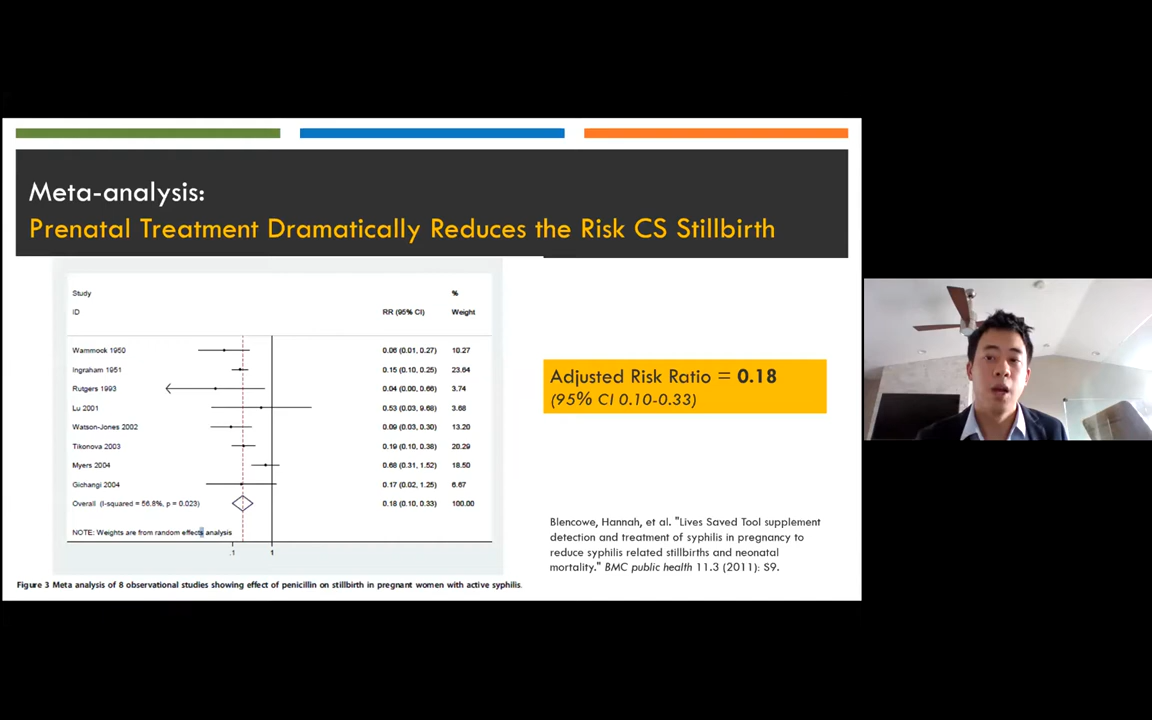 Meta-analysis:
Prenatal Treatment Dramatically Reduces the Risk CS Stillbirth
Study %
ID RR (95% CI) Weight
Wammock 1950 0.06 (0.01, 0.27) 10.27
Ingraham 1951 0.15 (0.10, 0.25) 23.64
Rutgers 1993 0.04 (0.00, 0.66) 3.74
Lu 2001 0.53 (0.03, 9.68) 3.68
Watson-Jones 2002 0.09 (0.03, 0.30) 13.20
Tikonova 2003 0.19 (0.10, 0.38) 20.29
Myers 2004 0.68 (0.31, 1.52) 18.50
Gichangi 2004 0.17 (0.02, 1.25) 6.67
Overall (I-squared = 56.8%, p = 0.023) 0.18 (0.10, 0.33) 100.00
NOTE: Weights are from random effects analysis
.1 1
Figure 3 Meta analysis of 8 observational studies showing effect of penicillin on stillbirth in pregnant women with active syphilis.
Adjusted Risk Ratio = 0.18
(95% CI 0.10-0.33)
Blencowe, Hannah, et al. "Lives Saved Tool supplement
detection and treatment of syphilis in pregnancy to
reduce syphilis related stillbirths and neonatal
mortality." BMC public health 11.3 (2011): S9.